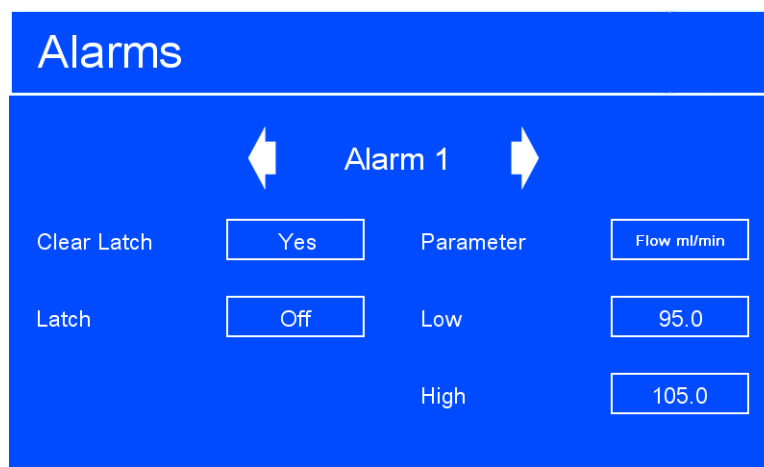 Alarms
Alarm 1
Clear Latch Yes Parameter Flow ml/min
Latch Off Low 95.0
High 105.0